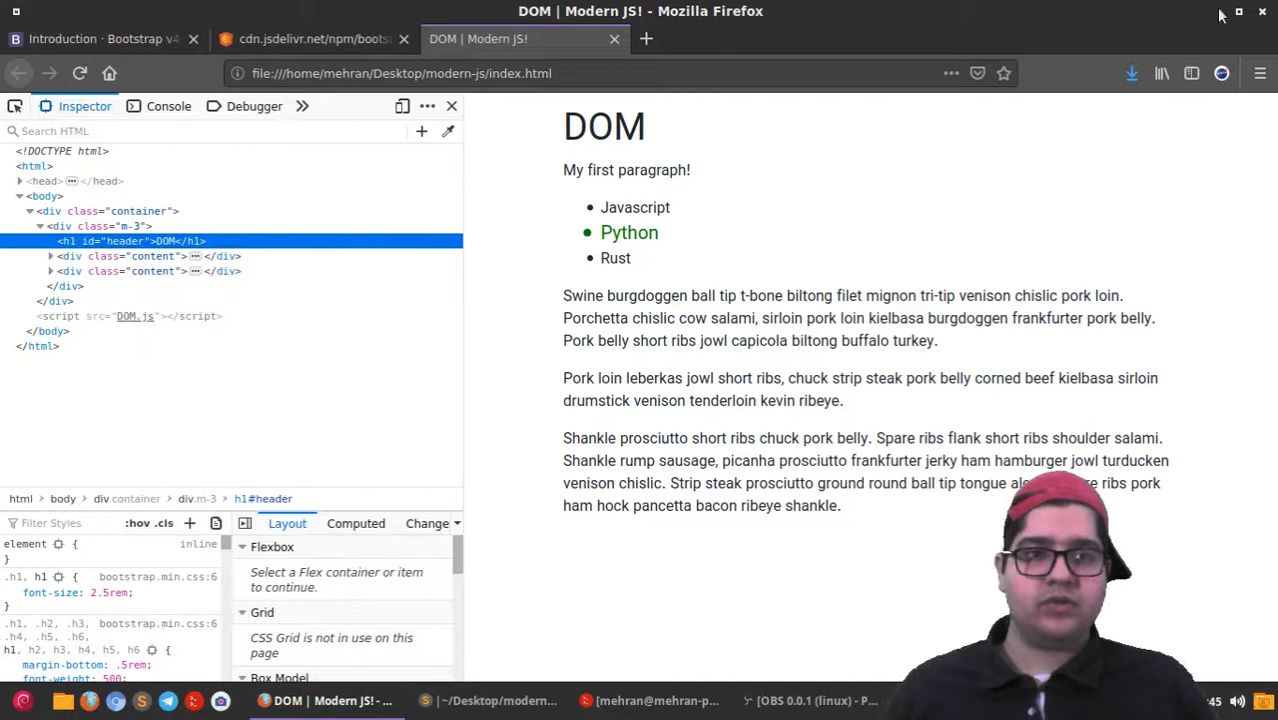 DOM | Modern JS! - Mozilla Firefox
Introduction · Bootstrap v4
cdn.jsdelivr.net/npm/boots
DOM | Modern JS!
file:///home/mehran/Desktop/modern-js/index.html
Inspector
Console
Debugger
Search HTML
<!DOCTYPE html>
<html>
<head> </head>
<body>
<div class="container">
<div class="m-3">
<h1 id="header">DOM</h1>
<div class="content"> </div>
<div class="content"> </div>
</div>
</div>
<script src="DOM.js"></script>
</body>
</html>
html
body
div.container
div.m-3
h1#header
Filter Styles
:hov .cls
element
inline
}
.h1, h1 {
bootstrap.min.css:6
font-size: 2.5rem;
}
.h1, .h2, .h3,
bootstrap.min.css:6
.h4, .h5, .h6,
h1, h2, h3, h4, h5, h6
{
margin-bottom: .5rem;
font-weight: 500;
Layout
Computed
Change
Flexbox
Select a Flex container or item
to continue.
Grid
CSS Grid is not in use on this
page
Box Model
DOM
My first paragraph!
Javascript
Python
Rust
Swine burgdoggen ball tip t-bone biltong filet mignon tri-tip venison chislic pork loin.
Porchetta chislic cow salami, sirloin pork loin kielbasa burgdoggen frankfurter pork belly.
Pork belly short ribs jowl capicola biltong buffalo turkey.
Pork loin leberkas jowl short ribs, chuck strip steak pork belly corned beef kielbasa sirloin
drumstick venison tenderloin kevin ribeye.
Shankle prosciutto short ribs chuck pork belly. Spare ribs flank short ribs shoulder salami.
Shankle rump sausage, picanha prosciutto frankfurter jerky ham hamburger jowl turducken
venison chislic. Strip steak prosciutto ground round ball tip tongue ribs pork
ham hock pancetta bacon ribeye shankle.
DOM | Modern JS! - ...
|~/Desktop/modern...
[mehran@mehran-p...
[OBS 0.0.1 (linux) - P...
:45